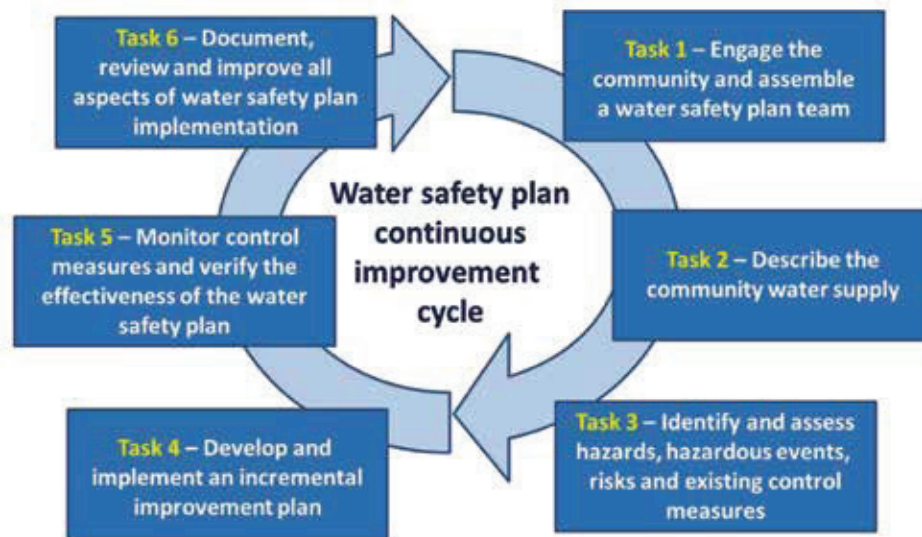 Task 6 – Document,
review and improve all
aspects of water safety plan
implementation
Task 1 – Engage the
community and assemble
a water safety plan team
Water safety plan
continuous
improvement
cycle
Task 5 – Monitor control
measures and verify the
effectiveness of the water
safety plan
Task 2 – Describe the
community water supply
Task 4 – Develop and
implement an incremental
improvement plan
Task 3 – Identify and assess
hazards, hazardous events,
risks and existing control
measures